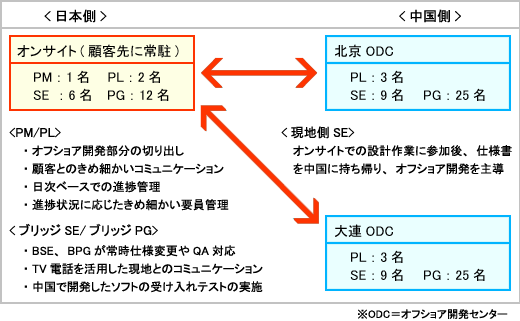 < 日本側 >
オンサイト ( 顧客先に常駐 )
PM : 1 名 PL : 2 名
SE : 6 名 PG : 12 名
<PM/PL>
・オフショア開発部分の切り出し
・顧客とのきめ細かいコミュニケーション
・日次ベースでの進捗管理
・進捗状況に応じたきめ細かい要員管理
< ブリッジ SE/ ブリッジ PG>
・BSE、BPG が常時仕様変更や QA 対応
・TV 電話を活用した現地とのコミュニケーション
・中国で開発したソフトの受け入れテストの実施
< 中国側 >
北京 ODC
PL : 3 名
SE : 9 名 PG : 25 名
< 現地側 SE>
オンサイトでの設計作業に参加後、仕様書
を中国に持ち帰り、オフショア開発を主導
大連 ODC
PL : 3 名
SE : 9 名 PG : 25 名
※ODC=オフショア開発センター